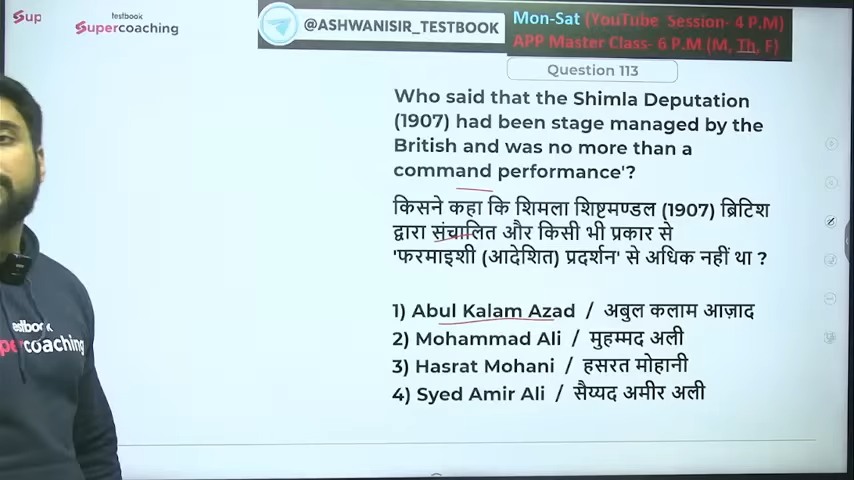 Sup
testbook
Supercoaching
@ASHWANISIR_TESTBOOK
Mon-Sat (YouTube Session- 4 P.M)
APP Master Class- 6 P.M (M, Th, F)
Question 113
Who said that the Shimla Deputation
(1907) had been stage managed by the
British and was no more than a
command performance'?
किसने कहा कि शिमला शिष्टमण्डल (1907) ब्रिटिश
द्वारा संचालित और किसी भी प्रकार से
'फरमाइशी (आदेशित) प्रदर्शन' से अधिक नहीं था ?
1) Abul Kalam Azad / अबुल कलाम आज़ाद
2) Mohammad Ali / मुहम्मद अली
3) Hasrat Mohani / हसरत मोहानी
4) Syed Amir Ali / सैय्यद अमीर अली
estbook
percoaching